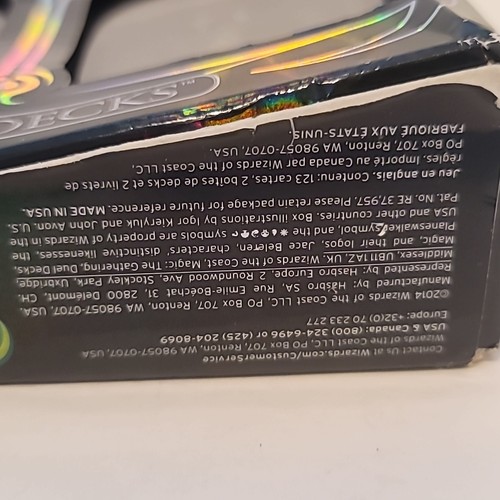 Contact Us at Wizards.com/CustomerService
Wizards of the Coast LLC, PO Box 707, Renton, WA 98057-0707, USA
USA & Canada: (800) 324-6496 or (425) 204-8069
Europe: +32(0) 70 233 277
©2014 Wizards of the Coast LLC, PO Box 707, Renton, WA 98057-0707, USA.
Manufactured by: Hasbro SA, Rue Emile-Boéchat 31, 2800 Delémont, CH.
Represented by: Hasbro Europe, 2 Roundwood Ave, Stockley Park, Uxbridge,
Middlesex, UB11 1AZ, UK. Wizards of the Coast, Magic: The Gathering, Duel Decks,
Magic, and their logos, Jace, Beleren, characters' distinctive likenesses, the
Planeswalker symbol, and the symbols are property of Wizards in the
USA and other countries. Box illustrations by Igor Kieryluk and John Avon. U.S.
Pat. No. RE 37,957. Please retain package for future reference. MADE IN USA.
Jeu en anglais. Contenu: 123 cartes, 2 boîtes de decks et 2 livrets de
règles. Importé au Canada par Wizards of the Coast LLC,
PO Box 707, Renton, WA 98057-0707, USA.
FABRIQUÉ AUX ÉTATS-UNIS.
DECKS™